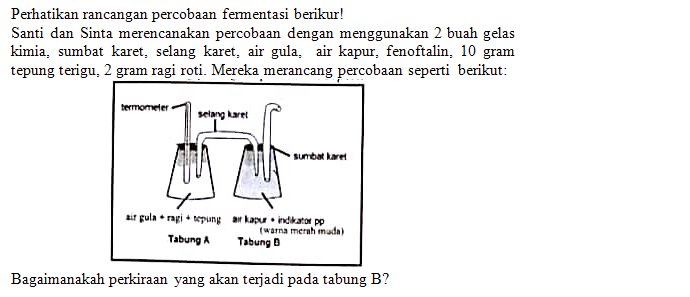 Perhatikan rancangan percobaan fermentasi berikur!
Santi dan Sinta merencanakan percobaan dengan menggunakan 2 buah gelas
kimia, sumbat karet, selang karet, air gula, air kapur, fenoftalin, 10 gram
tepung terigu, 2 gram ragi roti. Mereka merancang percobaan seperti berikut:
termometer
selang karet
sumbat karet
air gula + ragi + tepung
air kapur + indikator pp
(warna merah muda)
Tabung A
Tabung B
Bagaimanakah perkiraan yang akan terjadi pada tabung B?